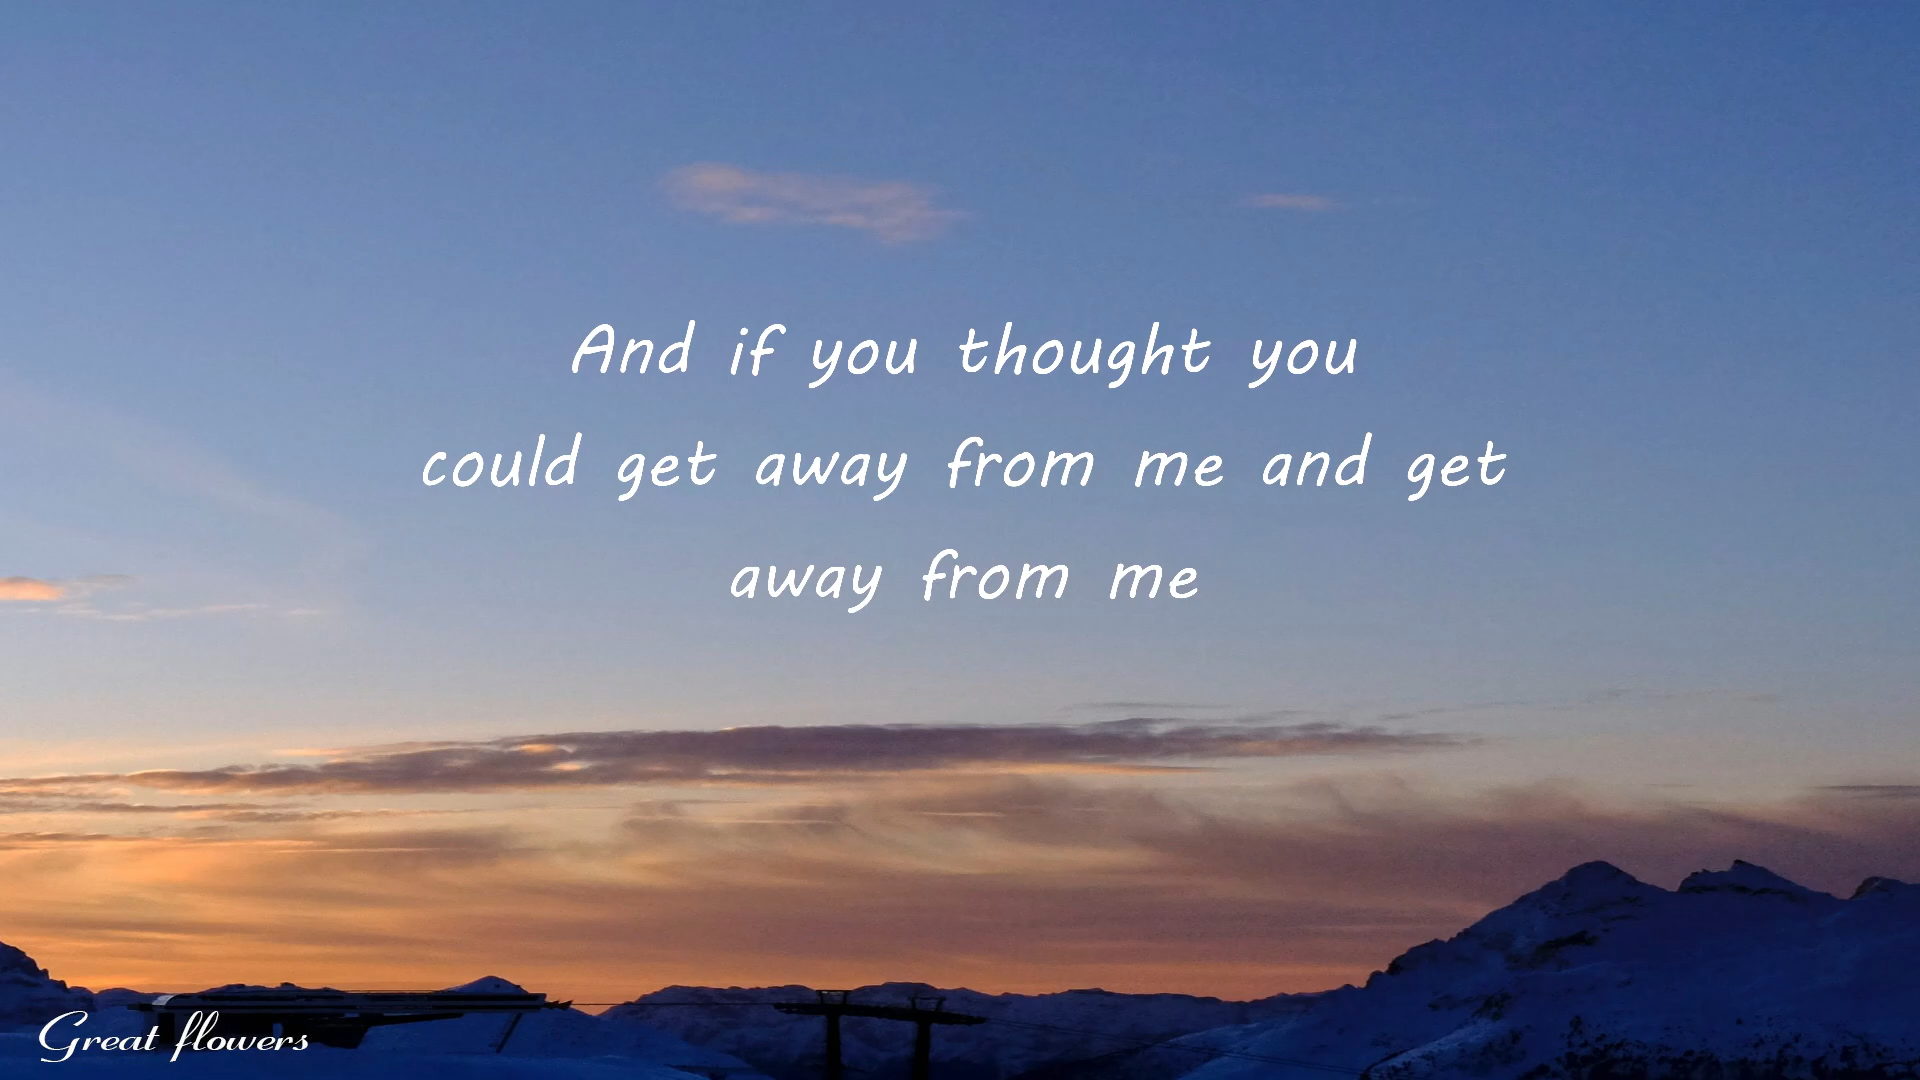 And if you thought you
could get away from me and get
away from me
Great flowers